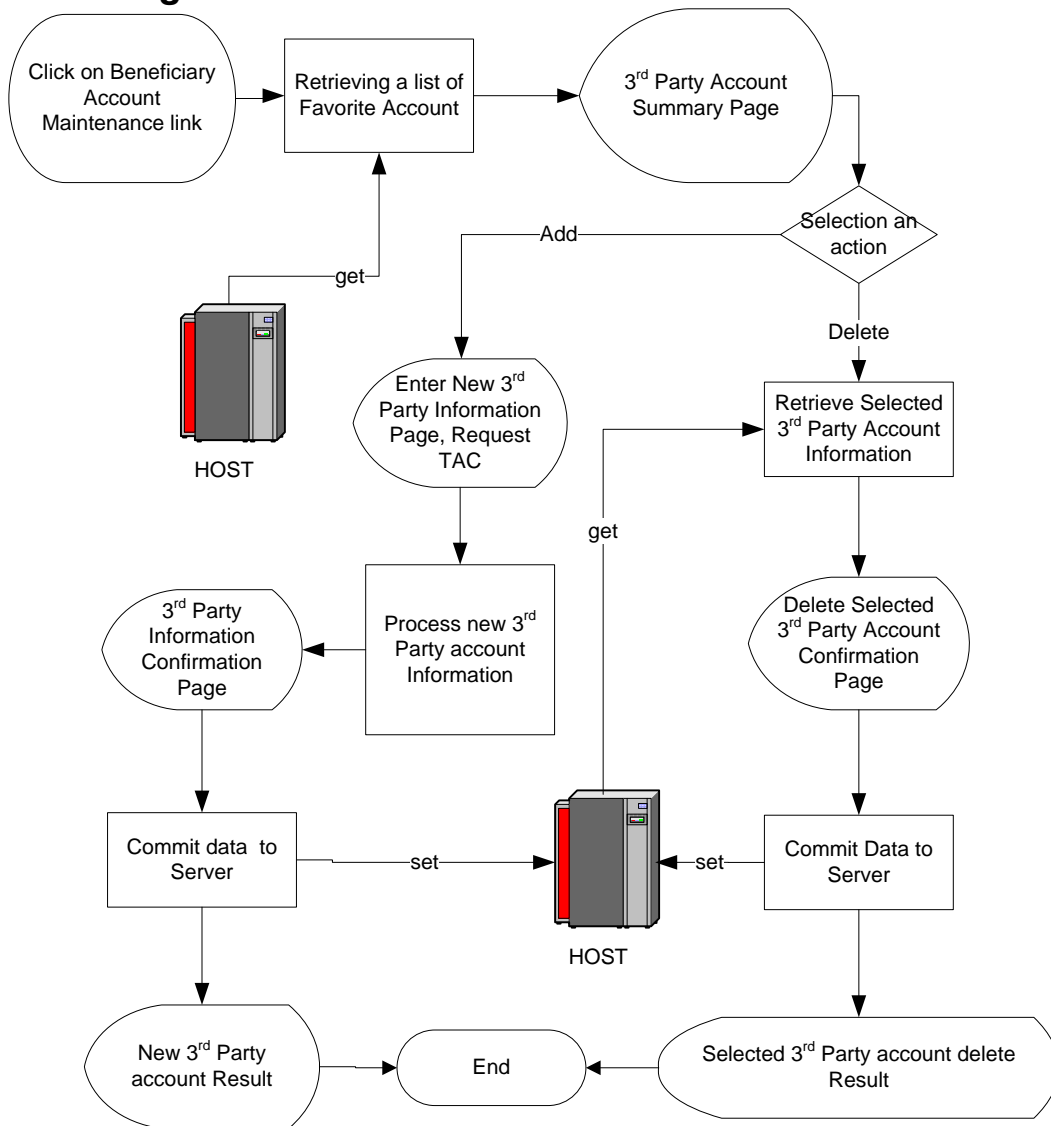 Click on Beneficiary
Account
Maintenance link
Retrieving a list of
Favorite Account
3rd Party Account
Summary Page
Selection an
action
Add
get
Delete
HOST
Enter New 3rd
Party Information
Page, Request
TAC
Retrieve Selected
3rd Party Account
Information
get
3rd Party
Information
Confirmation
Page
Process new 3rd
Party account
Information
Delete Selected
3rd Party Account
Confirmation
Page
Commit data to
Server
set
set
Commit Data to
Server
HOST
New 3rd Party
account Result
End
Selected 3rd Party account delete
Result